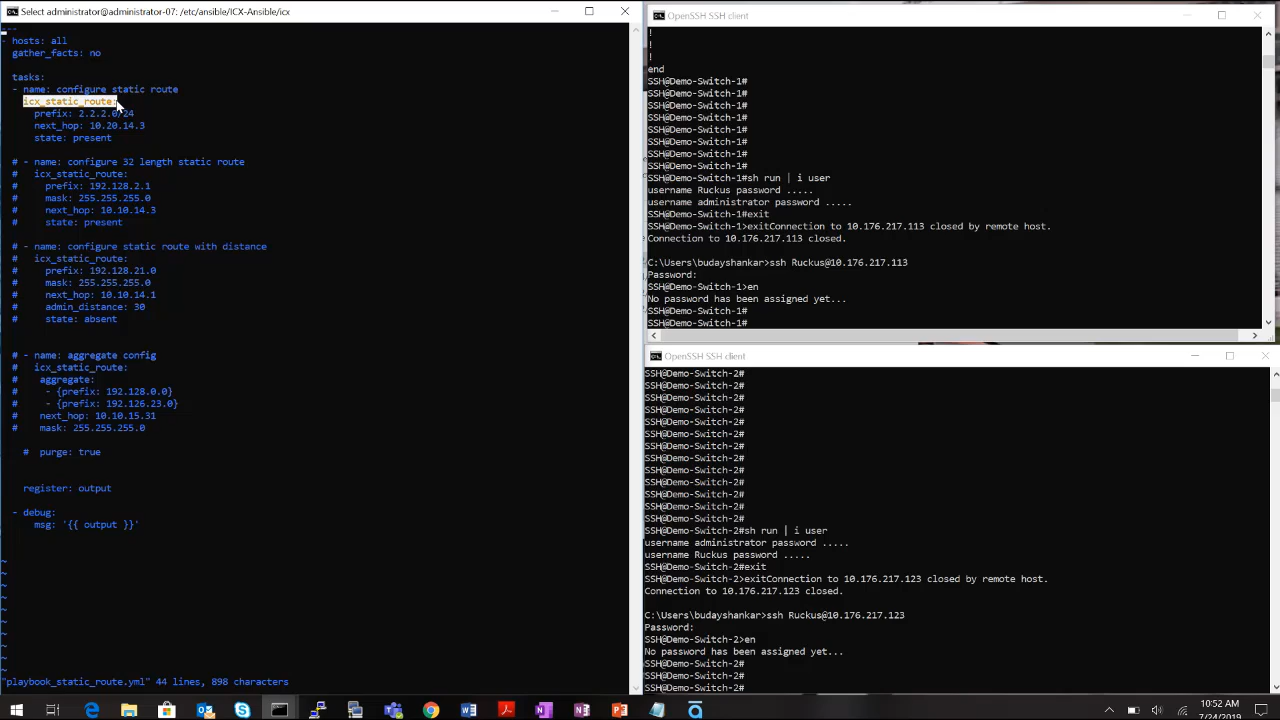 Select administrator@administrator-07: /etc/ansible/ICX-Ansible/icx
---
- hosts: all
  gather_facts: no
  tasks:
  - name: configure static route
    icx_static_route:
      prefix: 2.2.2.0/24
      next_hop: 10.20.14.3
      state: present
  # - name: configure 32 length static route
  #   icx_static_route:
  #     prefix: 192.128.2.1
  #     mask: 255.255.255.0
  #     next_hop: 10.10.14.3
  #     state: present
  # - name: configure static route with distance
  #   icx_static_route:
  #     prefix: 192.128.21.0
  #     mask: 255.255.255.0
  #     next_hop: 10.10.14.1
  #     admin_distance: 30
  #     state: absent
  # - name: aggregate config
  #   icx_static_route:
  #    aggregate:
  #     - {prefix: 192.128.0.0}
  #     - {prefix: 192.126.23.0}
  #    next_hop: 10.10.15.31
  #    mask: 255.255.255.0
    #  purge: true
    register: output
  - debug:
      msg: '{{ output }}'
~
~
~
~
~
~
~
~
~
~
"playbook_static_route.yml" 44 lines, 898 characters
OpenSSH SSH client
!
!
!
end
SSH@Demo-Switch-1#
SSH@Demo-Switch-1#
SSH@Demo-Switch-1#
SSH@Demo-Switch-1#
SSH@Demo-Switch-1#
SSH@Demo-Switch-1#
SSH@Demo-Switch-1#
SSH@Demo-Switch-1#
SSH@Demo-Switch-1#sh run | i user
username Ruckus password .....
username administrator password .....
SSH@Demo-Switch-1#exit
SSH@Demo-Switch-1>exitConnection to 10.176.217.113 closed by remote host.
Connection to 10.176.217.113 closed.
C:\Users\budayshankar>ssh Ruckus@10.176.217.113
Password:
SSH@Demo-Switch-1>en
No password has been assigned yet...
SSH@Demo-Switch-1#
SSH@Demo-Switch-1#
OpenSSH SSH client
SSH@Demo-Switch-2#
SSH@Demo-Switch-2#
SSH@Demo-Switch-2#
SSH@Demo-Switch-2#
SSH@Demo-Switch-2#
SSH@Demo-Switch-2#
SSH@Demo-Switch-2#
SSH@Demo-Switch-2#
SSH@Demo-Switch-2#
SSH@Demo-Switch-2#
SSH@Demo-Switch-2#
SSH@Demo-Switch-2#
SSH@Demo-Switch-2#
SSH@Demo-Switch-2#sh run | i user
username administrator password .....
username Ruckus password .....
SSH@Demo-Switch-2#exit
SSH@Demo-Switch-2>exitConnection to 10.176.217.123 closed by remote host.
Connection to 10.176.217.123 closed.
C:\Users\budayshankar>ssh Ruckus@10.176.217.123
Password:
SSH@Demo-Switch-2>en
No password has been assigned yet...
SSH@Demo-Switch-2#
SSH@Demo-Switch-2#
SSH@Demo-Switch-2#
10:52 AM
7/24/2019